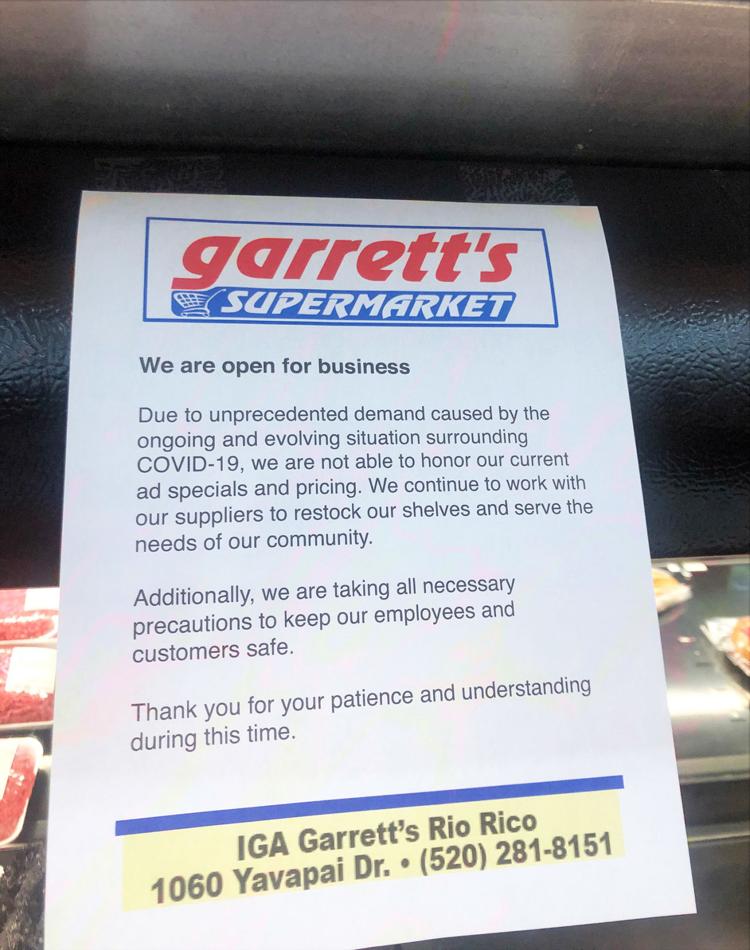 garrett's
SUPERMARKET
We are open for business
Due to unprecedented demand caused by the
ongoing and evolving situation surrounding
COVID-19, we are not able to honor our current
ad specials and pricing. We continue to work with
our suppliers to restock our shelves and serve the
needs of our community.
Additionally, we are taking all necessary
precautions to keep our employees and
customers safe.
Thank you for your patience and understanding
during this time.
IGA Garrett's Rio Rico
1060 Yavapai Dr. • (520) 281-8151